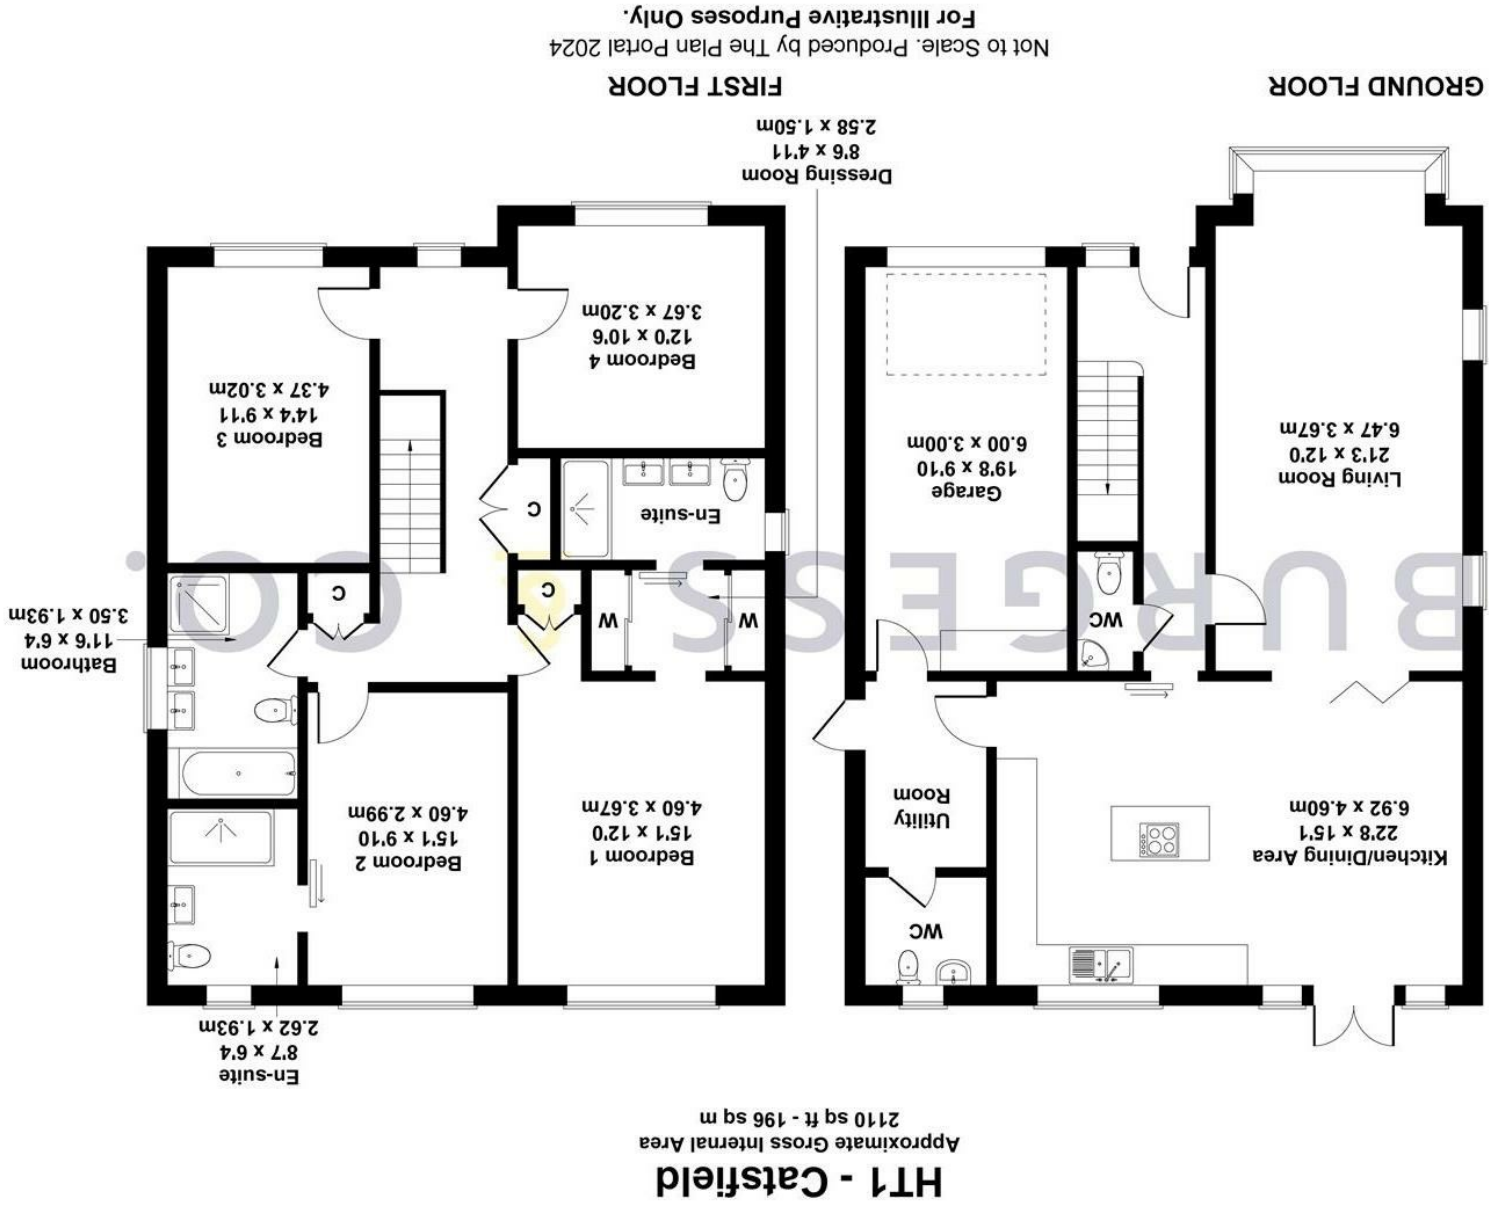 HT1 - Catsfield
Approximate Gross Internal Area
2110 sq ft - 196 sq m
Kitchen/Dining Area
22'8 x 15'1
6.92 x 4.60m
WC
Utility
Room
WC
Living Room
21'3 x 12'0
6.47 x 3.67m
Garage
19'8 x 9'10
6.00 x 3.00m
GROUND FLOOR
En-suite
8'7 x 6'4
2.62 x 1.93m
Bedroom 1
15'1 x 12'0
4.60 x 3.67m
Bedroom 2
15'1 x 9'10
4.60 x 2.99m
Bathroom
11'6 x 6'4
3.50 x 1.93m
W
W
C
C
C
En-suite
Bedroom 4
12'0 x 10'6
3.67 x 3.20m
Bedroom 3
14'4 x 9'11
4.37 x 3.02m
Dressing Room
8'6 x 4'11
2.58 x 1.50m
FIRST FLOOR
BURGESS & CO.
Not to Scale. Produced by The Plan Portal 2024
For Illustrative Purposes Only.